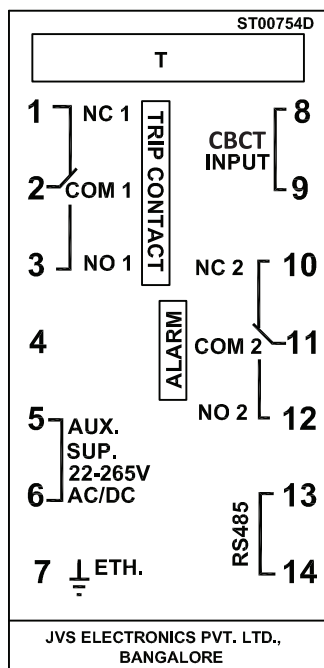 ST00754D
T
1 NC 1
2 COM 1
3 NO 1
TRIP CONTACT
8
CBCT
INPUT
9
NC 2 10
COM 2 11
NO 2 12
ALARM
4
5 AUX.
SUP.
22-265V
6 AC/DC
7 ETH.
13
RS485
14
JVS ELECTRONICS PVT. LTD.,
BANGALORE